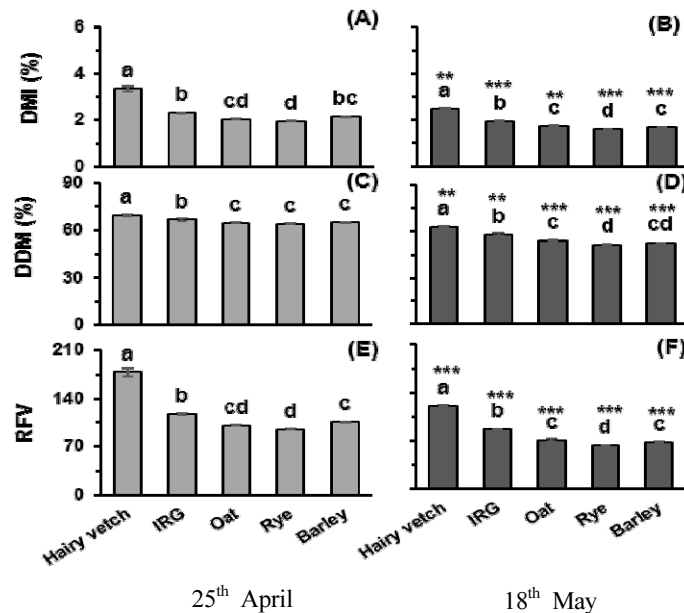 (A)
DMI (%)
6
4
2
0
a
b
cd
d
bc
(B)
** *** ** *** ***
a b c d c
(C)
DDM (%)
90
60
30
0
a b c c c
(D)
** ** *** *** ***
a b c d cd
(E)
RFV
210
140
70
0
a b cd d c
(F)
*** *** *** *** ***
a b c d c
Hairy vetch IRG Oat Rye Barley
Hairy vetch IRG Oat Rye Barley
25th April 18th May